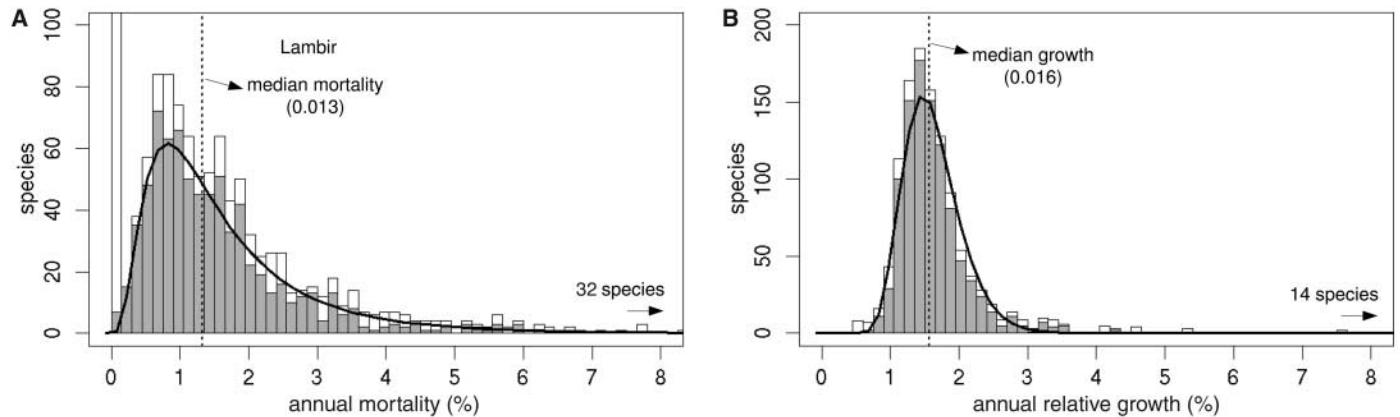 A
100
80
60
40
20
0
species
Lambir
median mortality
(0.013)
32 species
0 1 2 3 4 5 6 7 8
annual mortality (%)
B
200
150
100
50
0
species
median growth
(0.016)
14 species
0 1 2 3 4 5 6 7 8
annual relative growth (%)